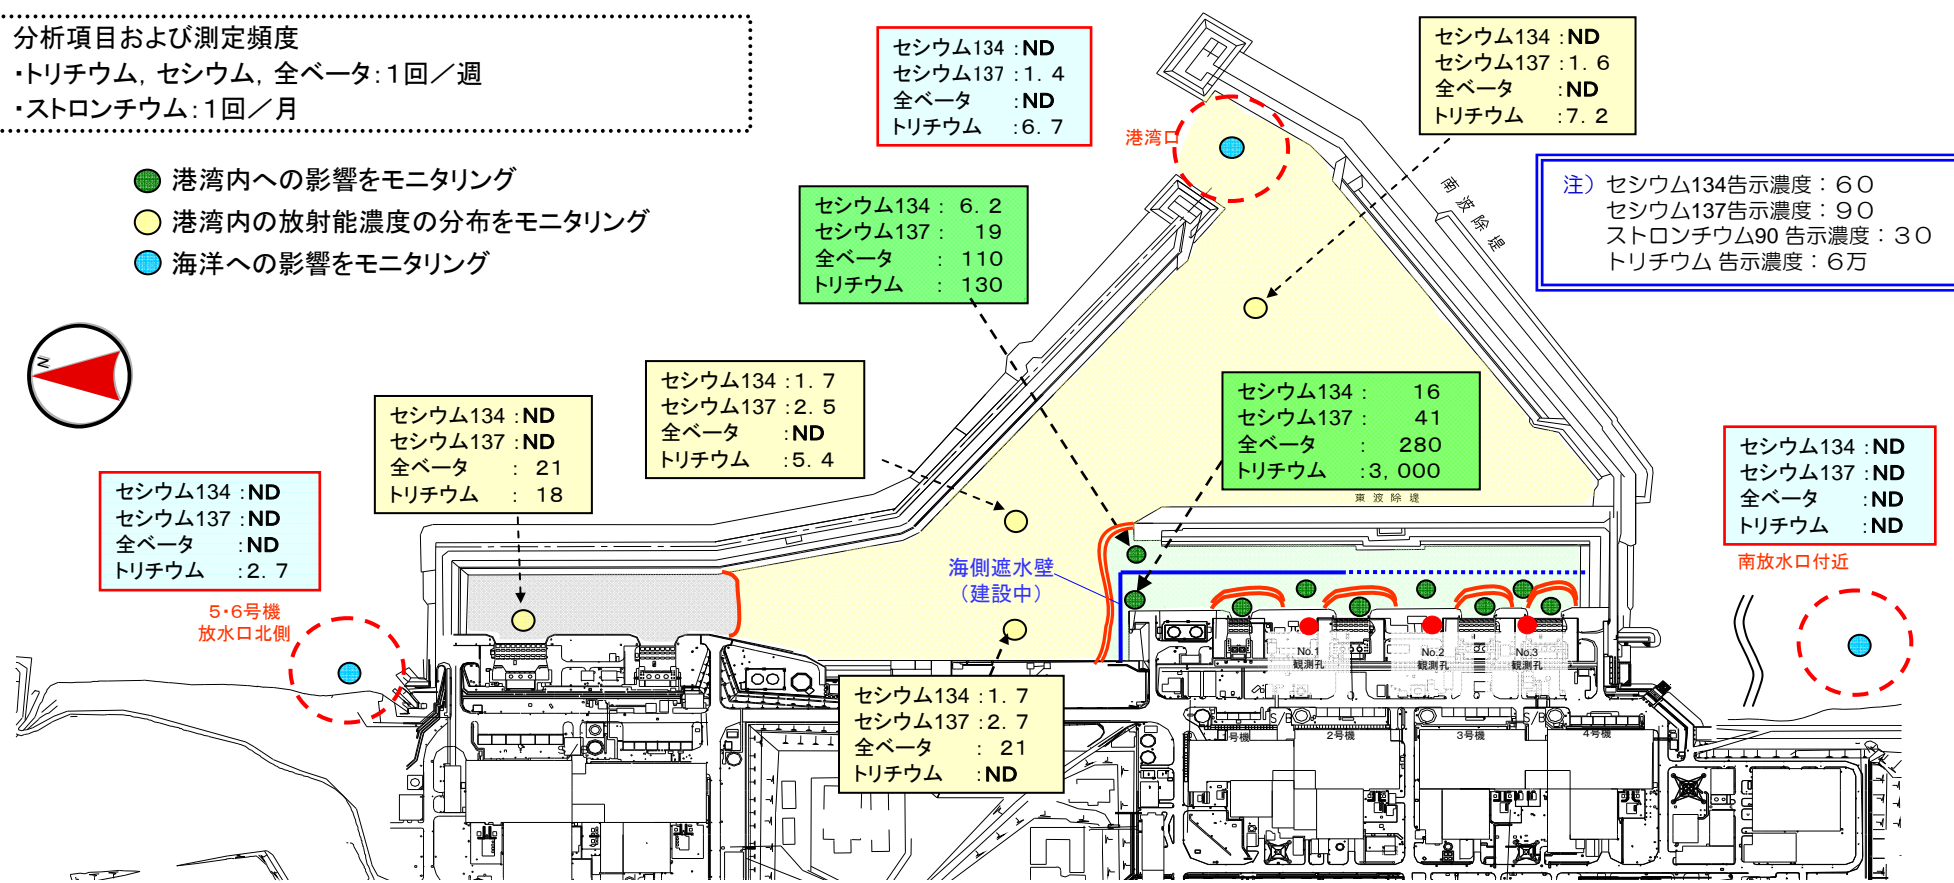 分析項目および測定頻度
・トリチウム, セシウム, 全ベータ：1回／週
・ストロンチウム：1回／月
港湾内への影響をモニタリング
港湾内の放射能濃度の分布をモニタリング
海洋への影響をモニタリング
N
セシウム134：ND
セシウム137：1.4
全ベータ ：ND
トリチウム ：6.7
港湾口
セシウム134：ND
セシウム137：1.6
全ベータ ：ND
トリチウム ：7.2
注）セシウム134告示濃度：60
セシウム137告示濃度：90
ストロンチウム90 告示濃度：30
トリチウム 告示濃度：6万
南波除堤
セシウム134： 6.2
セシウム137： 19
全ベータ ： 110
トリチウム ： 130
セシウム134：1.7
セシウム137：2.5
全ベータ ：ND
トリチウム ：5.4
セシウム134： 16
セシウム137： 41
全ベータ ： 280
トリチウム ：3,000
東波除堤
セシウム134：ND
セシウム137：ND
全ベータ ： 21
トリチウム ： 18
セシウム134：ND
セシウム137：ND
全ベータ ：ND
トリチウム ：2.7
5・6号機
放水口北側
セシウム134：ND
セシウム137：ND
全ベータ ：ND
トリチウム ：ND
南放水口付近
海側遮水壁
（建設中）
No.1
観測孔
No.2
観測孔
No.3
観測孔
セシウム134：1.7
セシウム137：2.7
全ベータ ： 21
トリチウム ：ND
S/B
S/B
号機
2号機
3号機
4号機